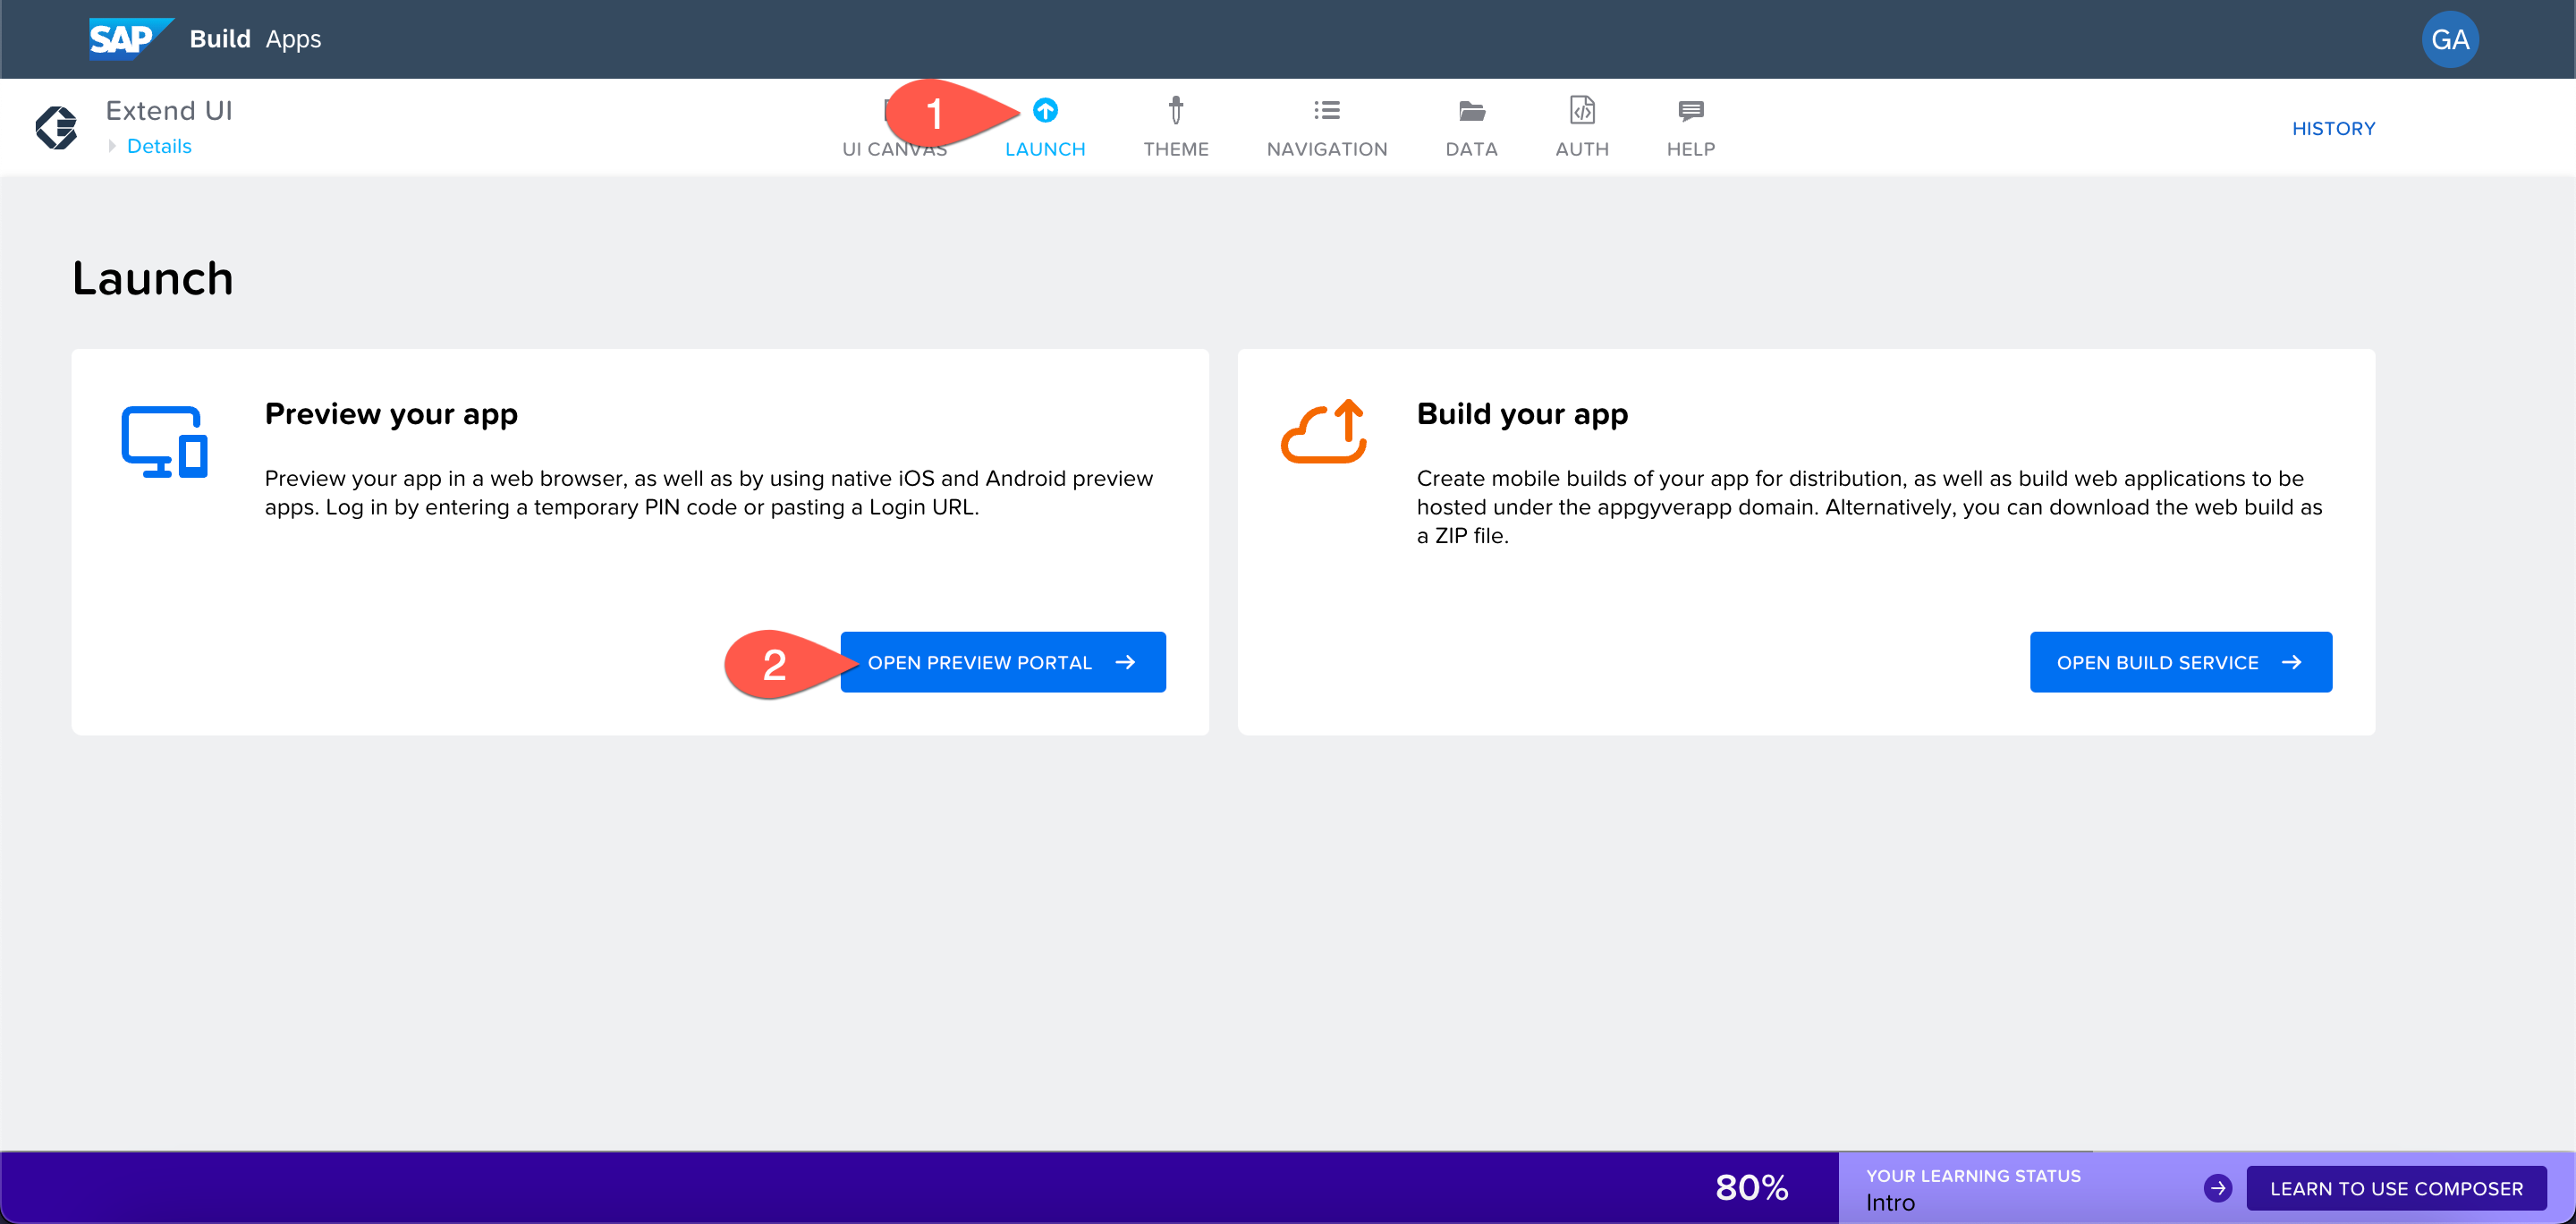 SAP Build Apps
GA
Extend UI
Details
1
UI CANVAS
LAUNCH
THEME
NAVIGATION
DATA
AUTH
HELP
HISTORY
Launch
Preview your app
Preview your app in a web browser, as well as by using native iOS and Android preview
apps. Log in by entering a temporary PIN code or pasting a Login URL.
2
OPEN PREVIEW PORTAL
Build your app
Create mobile builds of your app for distribution, as well as build web applications to be
hosted under the appgyverapp domain. Alternatively, you can download the web build as
a ZIP file.
OPEN BUILD SERVICE
80%
YOUR LEARNING STATUS
Intro
LEARN TO USE COMPOSER